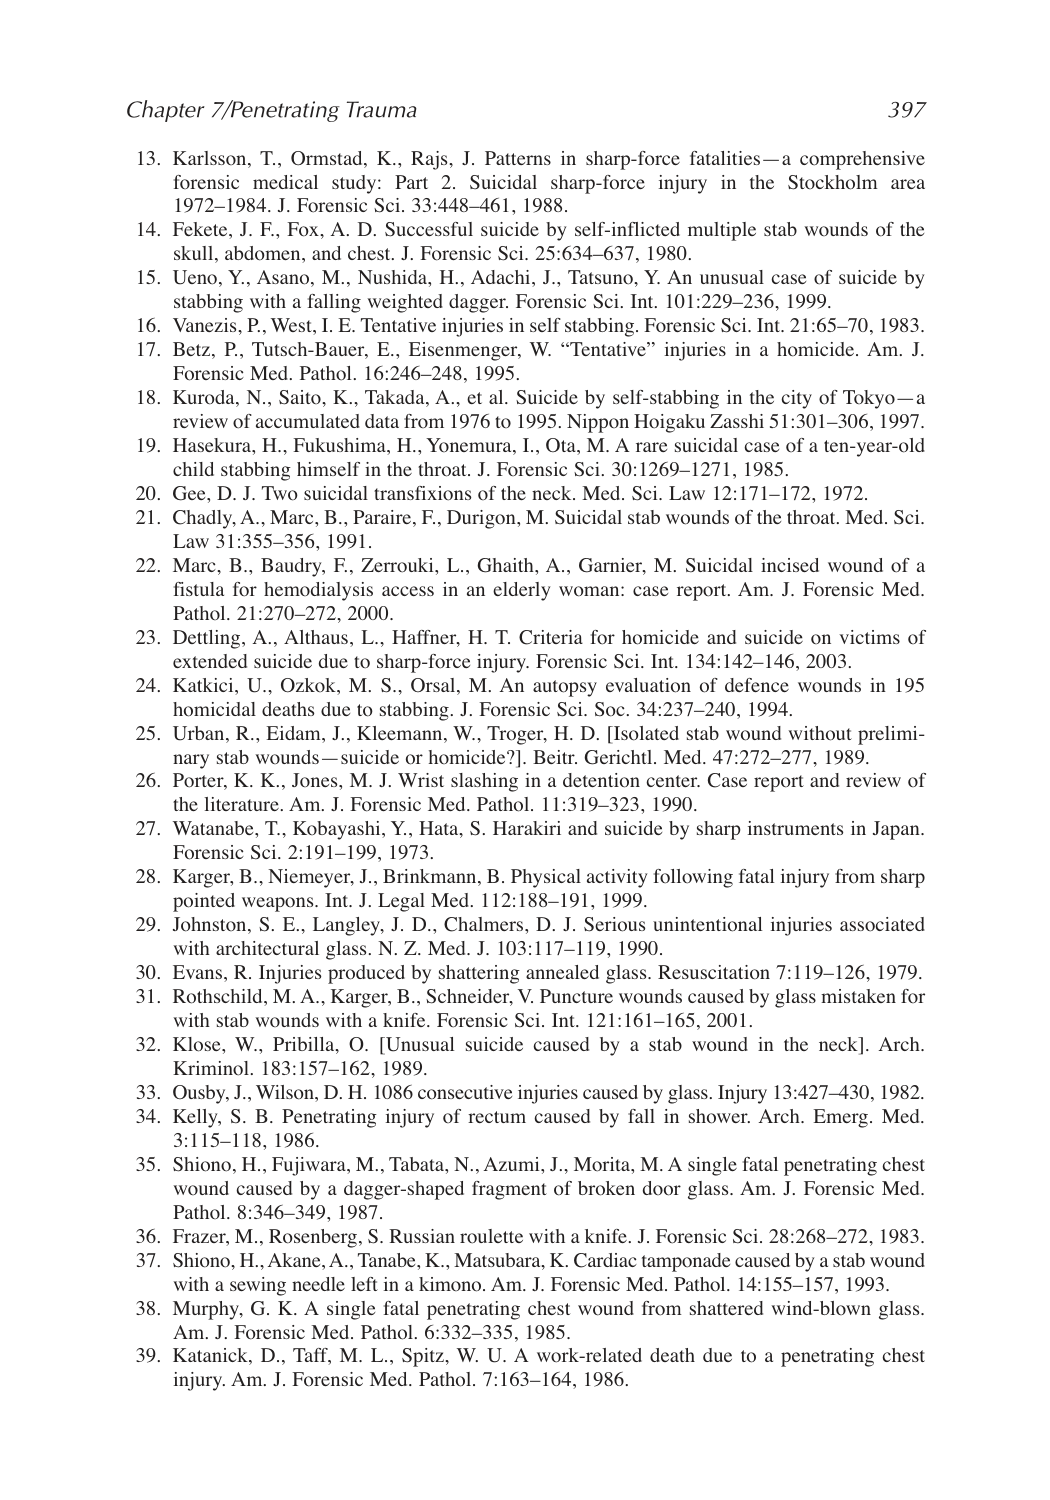 Chapter 7/Penetrating Trauma 397
13. Karlsson, T., Ormstad, K., Rajs, J. Patterns in sharp-force fatalities—a comprehensive
forensic medical study: Part 2. Suicidal sharp-force injury in the Stockholm area
1972–1984. J. Forensic Sci. 33:448–461, 1988.
14. Fekete, J. F., Fox, A. D. Successful suicide by self-inflicted multiple stab wounds of the
skull, abdomen, and chest. J. Forensic Sci. 25:634–637, 1980.
15. Ueno, Y., Asano, M., Nushida, H., Adachi, J., Tatsuno, Y. An unusual case of suicide by
stabbing with a falling weighted dagger. Forensic Sci. Int. 101:229–236, 1999.
16. Vanezis, P., West, I. E. Tentative injuries in self stabbing. Forensic Sci. Int. 21:65–70, 1983.
17. Betz, P., Tutsch-Bauer, E., Eisenmenger, W. “Tentative” injuries in a homicide. Am. J.
Forensic Med. Pathol. 16:246–248, 1995.
18. Kuroda, N., Saito, K., Takada, A., et al. Suicide by self-stabbing in the city of Tokyo—a
review of accumulated data from 1976 to 1995. Nippon Hoigaku Zasshi 51:301–306, 1997.
19. Hasekura, H., Fukushima, H., Yonemura, I., Ota, M. A rare suicidal case of a ten-year-old
child stabbing himself in the throat. J. Forensic Sci. 30:1269–1271, 1985.
20. Gee, D. J. Two suicidal transfixions of the neck. Med. Sci. Law 12:171–172, 1972.
21. Chadly, A., Marc, B., Paraire, F., Durigon, M. Suicidal stab wounds of the throat. Med. Sci.
Law 31:355–356, 1991.
22. Marc, B., Baudry, F., Zerrouki, L., Ghaith, A., Garnier, M. Suicidal incised wound of a
fistula for hemodialysis access in an elderly woman: case report. Am. J. Forensic Med.
Pathol. 21:270–272, 2000.
23. Dettling, A., Althaus, L., Haffner, H. T. Criteria for homicide and suicide on victims of
extended suicide due to sharp-force injury. Forensic Sci. Int. 134:142–146, 2003.
24. Katkici, U., Ozkok, M. S., Orsal, M. An autopsy evaluation of defence wounds in 195
homicidal deaths due to stabbing. J. Forensic Sci. Soc. 34:237–240, 1994.
25. Urban, R., Eidam, J., Kleemann, W., Troger, H. D. [Isolated stab wound without prelimi-
nary stab wounds—suicide or homicide?]. Beitr. Gerichtl. Med. 47:272–277, 1989.
26. Porter, K. K., Jones, M. J. Wrist slashing in a detention center. Case report and review of
the literature. Am. J. Forensic Med. Pathol. 11:319–323, 1990.
27. Watanabe, T., Kobayashi, Y., Hata, S. Harakiri and suicide by sharp instruments in Japan.
Forensic Sci. 2:191–199, 1973.
28. Karger, B., Niemeyer, J., Brinkmann, B. Physical activity following fatal injury from sharp
pointed weapons. Int. J. Legal Med. 112:188–191, 1999.
29. Johnston, S. E., Langley, J. D., Chalmers, D. J. Serious unintentional injuries associated
with architectural glass. N. Z. Med. J. 103:117–119, 1990.
30. Evans, R. Injuries produced by shattering annealed glass. Resuscitation 7:119–126, 1979.
31. Rothschild, M. A., Karger, B., Schneider, V. Puncture wounds caused by glass mistaken for
with stab wounds with a knife. Forensic Sci. Int. 121:161–165, 2001.
32. Klose, W., Pribilla, O. [Unusual suicide caused by a stab wound in the neck]. Arch.
Kriminol. 183:157–162, 1989.
33. Ousby, J., Wilson, D. H. 1086 consecutive injuries caused by glass. Injury 13:427–430, 1982.
34. Kelly, S. B. Penetrating injury of rectum caused by fall in shower. Arch. Emerg. Med.
3:115–118, 1986.
35. Shiono, H., Fujiwara, M., Tabata, N., Azumi, J., Morita, M. A single fatal penetrating chest
wound caused by a dagger-shaped fragment of broken door glass. Am. J. Forensic Med.
Pathol. 8:346–349, 1987.
36. Frazer, M., Rosenberg, S. Russian roulette with a knife. J. Forensic Sci. 28:268–272, 1983.
37. Shiono, H., Akane, A., Tanabe, K., Matsubara, K. Cardiac tamponade caused by a stab wound
with a sewing needle left in a kimono. Am. J. Forensic Med. Pathol. 14:155–157, 1993.
38. Murphy, G. K. A single fatal penetrating chest wound from shattered wind-blown glass.
Am. J. Forensic Med. Pathol. 6:332–335, 1985.
39. Katanick, D., Taff, M. L., Spitz, W. U. A work-related death due to a penetrating chest
injury. Am. J. Forensic Med. Pathol. 7:163–164, 1986.